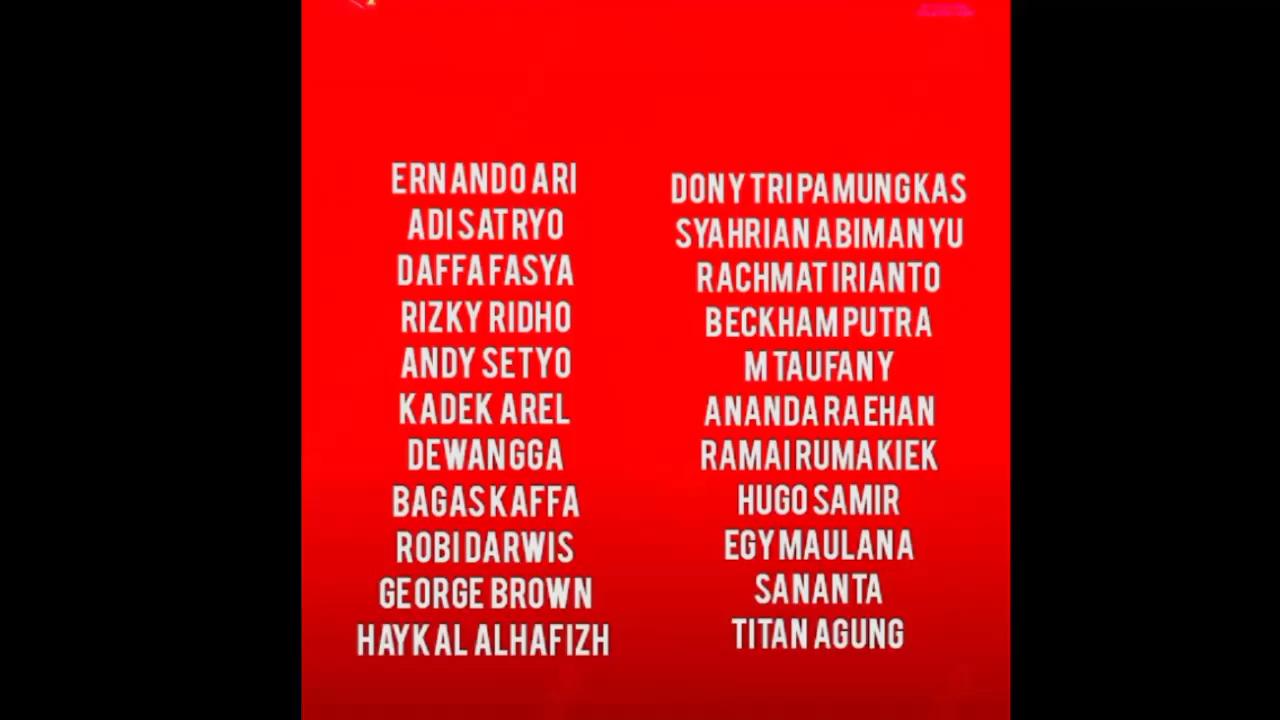 ERNANDO ARI
ADI SATRYO
DAFFA FASYA
RIZKY RIDHO
ANDY SETYO
KADEK AREL
DEWANGGA
BAGAS KAFFA
ROBI DARWIS
GEORGE BROWN
HAYKAL ALHAFIZH
DONY TRI PAMUNGKAS
SYAHRIAN ABIMANYU
RACHMAT IRIANTO
BECKHAM PUTRA
M TAUFANY
ANANDA RAEHAN
RAMAI RUMAKIEK
HUGO SAMIR
EGY MAULANA
SANANTA
TITAN AGUNG